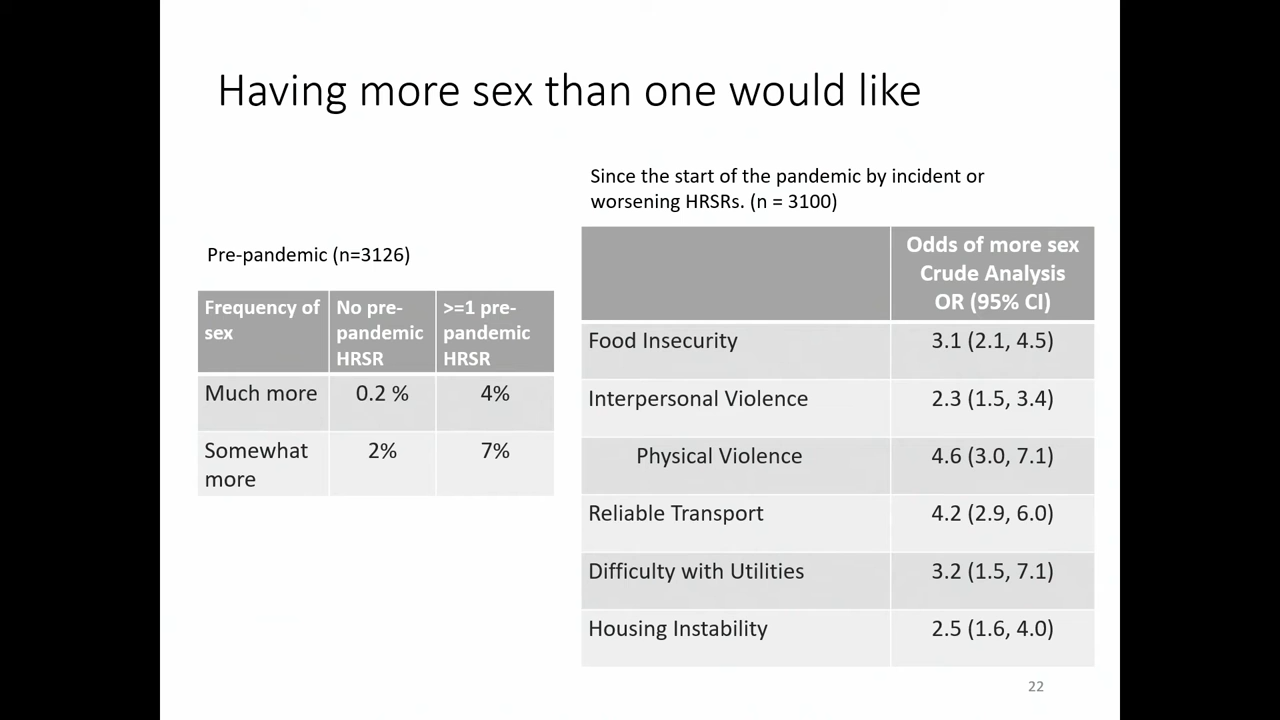 Having more sex than one would like
Since the start of the pandemic by incident or
worsening HRSRs. (n = 3100)
Pre-pandemic (n=3126)
Frequency of sex
No pre-pandemic HRSR
>=1 pre-pandemic HRSR
Much more 0.2 % 4%
Somewhat more 2% 7%
Odds of more sex
Crude Analysis
OR (95% CI)
Food Insecurity 3.1 (2.1, 4.5)
Interpersonal Violence 2.3 (1.5, 3.4)
Physical Violence 4.6 (3.0, 7.1)
Reliable Transport 4.2 (2.9, 6.0)
Difficulty with Utilities 3.2 (1.5, 7.1)
Housing Instability 2.5 (1.6, 4.0)
22